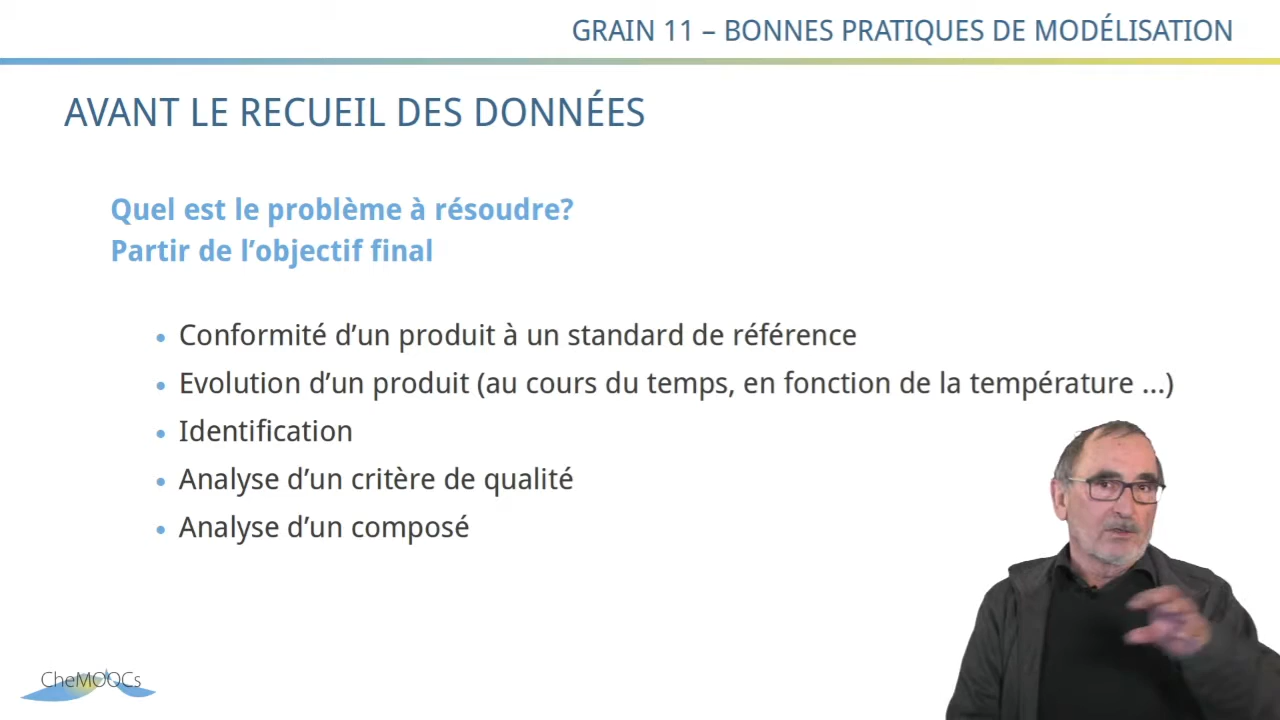 GRAIN 11 – BONNES PRATIQUES DE MODÉLISATION
AVANT LE RECUEIL DES DONNÉES
Quel est le problème à résoudre?
Partir de l’objectif final
• Conformité d’un produit à un standard de référence
• Evolution d’un produit (au cours du temps, en fonction de la température ...)
• Identification
• Analyse d’un critère de qualité
• Analyse d’un composé
CheMOOCs